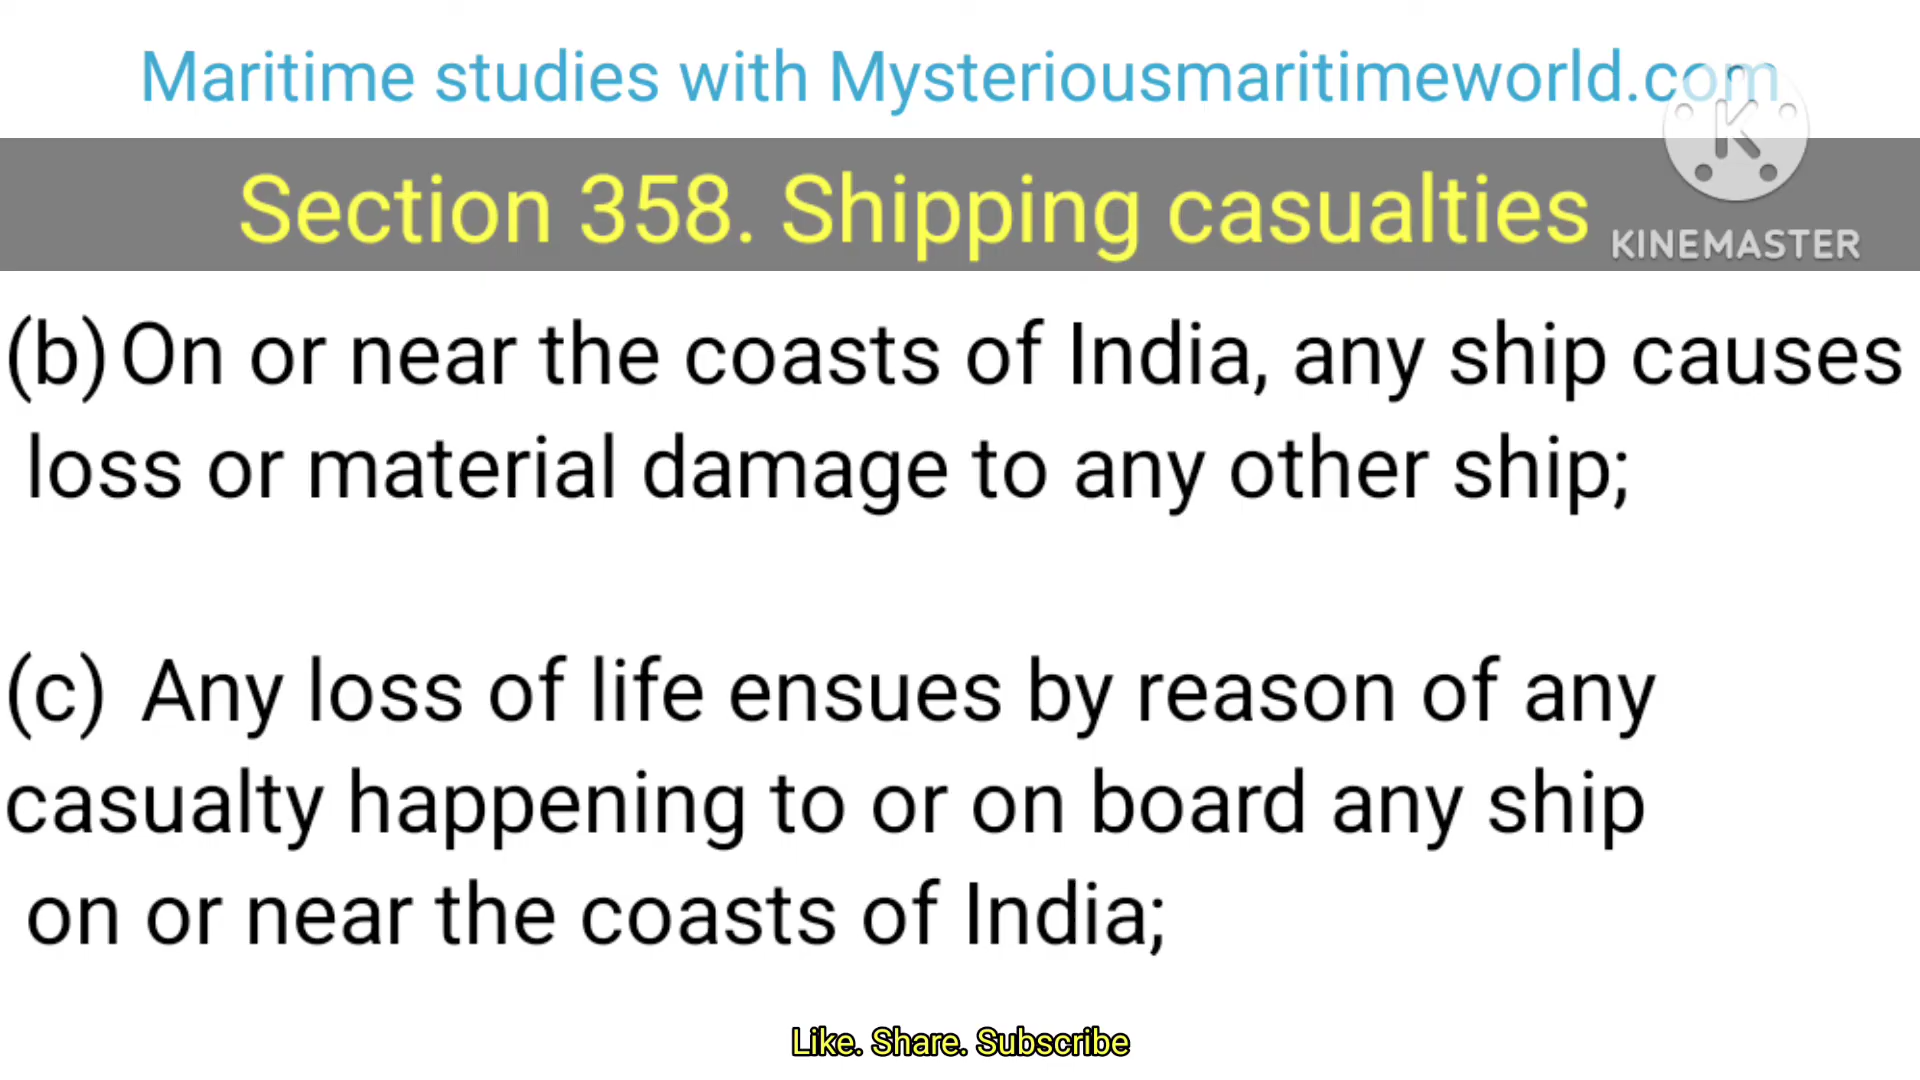 Maritime studies with Mysteriousmaritimeworld.com
Section 358. Shipping casualties
K
KINEMASTER
(b) On or near the coasts of India, any ship causes
loss or material damage to any other ship;
(c) Any loss of life ensues by reason of any
casualty happening to or on board any ship
on or near the coasts of India;
Like. Share. Subscribe